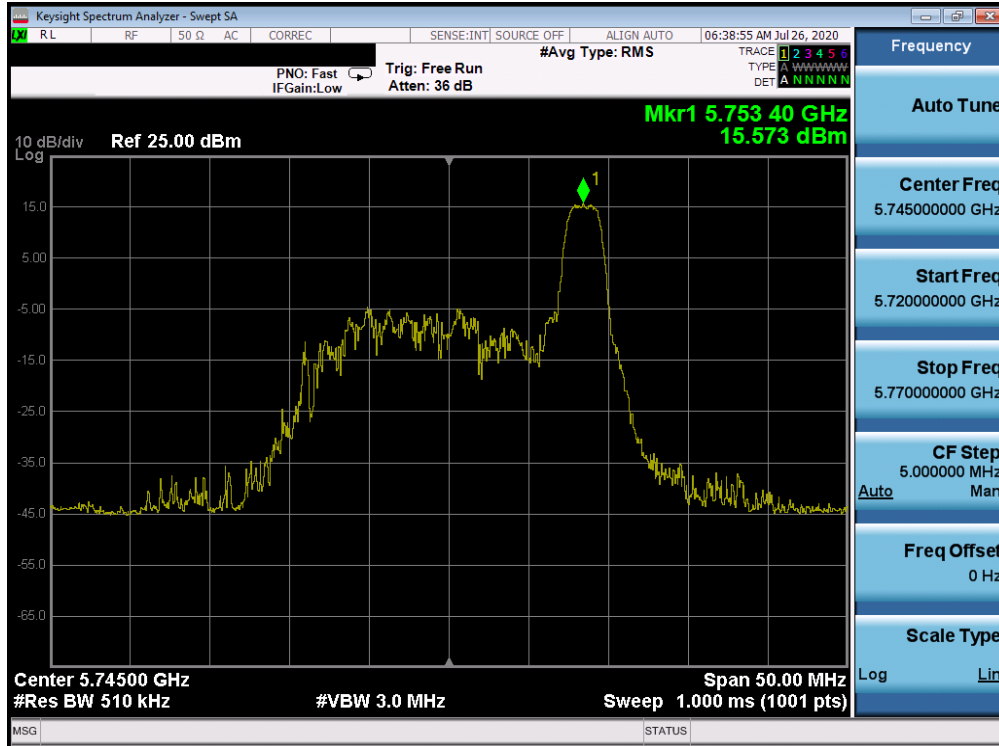 Keysight Spectrum Analyzer - Swept SA
LXI RL RF 50 Ω AC CORREC SENSE:INT SOURCE OFF ALIGN AUTO 06:38:55 AM Jul 26, 2020
#Avg Type: RMS
TRACE 1 2 3 4 5 6
TYPE A WWWWW
DET A N N N N N
PNO: Fast
IFGain:Low
Trig: Free Run
Atten: 36 dB
Mkr1 5.753 40 GHz
15.573 dBm
10 dB/div Ref 25.00 dBm
Log
1
15.0
5.00
-5.00
-15.0
-25.0
-35.0
-45.0
-55.0
-65.0
Center 5.74500 GHz Span 50.00 MHz
#Res BW 510 kHz #VBW 3.0 MHz Sweep 1.000 ms (1001 pts)
MSG STATUS
Frequency
Auto Tune
Center Freq
5.745000000 GHz
Start Freq
5.720000000 GHz
Stop Freq
5.770000000 GHz
CF Step
5.000000 MHz
Auto Man
Freq Offset
0 Hz
Scale Type
Log Lin